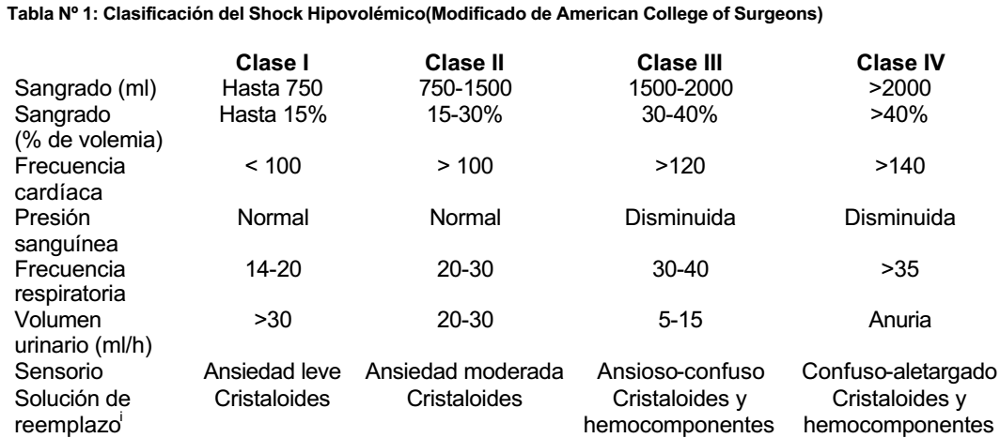 Tabla Nº 1: Clasificación del Shock Hipovolémico(Modificado de American College of Surgeons)
Clase I Clase II Clase III Clase IV
Sangrado (ml) Hasta 750 750-1500 1500-2000 >2000
Sangrado Hasta 15% 15-30% 30-40% >40%
(% de volemia)
Frecuencia < 100 > 100 >120 >140
cardíaca
Presión Normal Normal Disminuida Disminuida
sanguínea
Frecuencia 14-20 20-30 30-40 >35
respiratoria
Volumen >30 20-30 5-15 Anuria
urinario (ml/h)
Sensorio Ansiedad leve Ansiedad moderada Ansioso-confuso Confuso-aletargado
Solución de Cristaloides Cristaloides Cristaloides y Cristaloides y
reemplazoⁱ hemocomponentes hemocomponentes